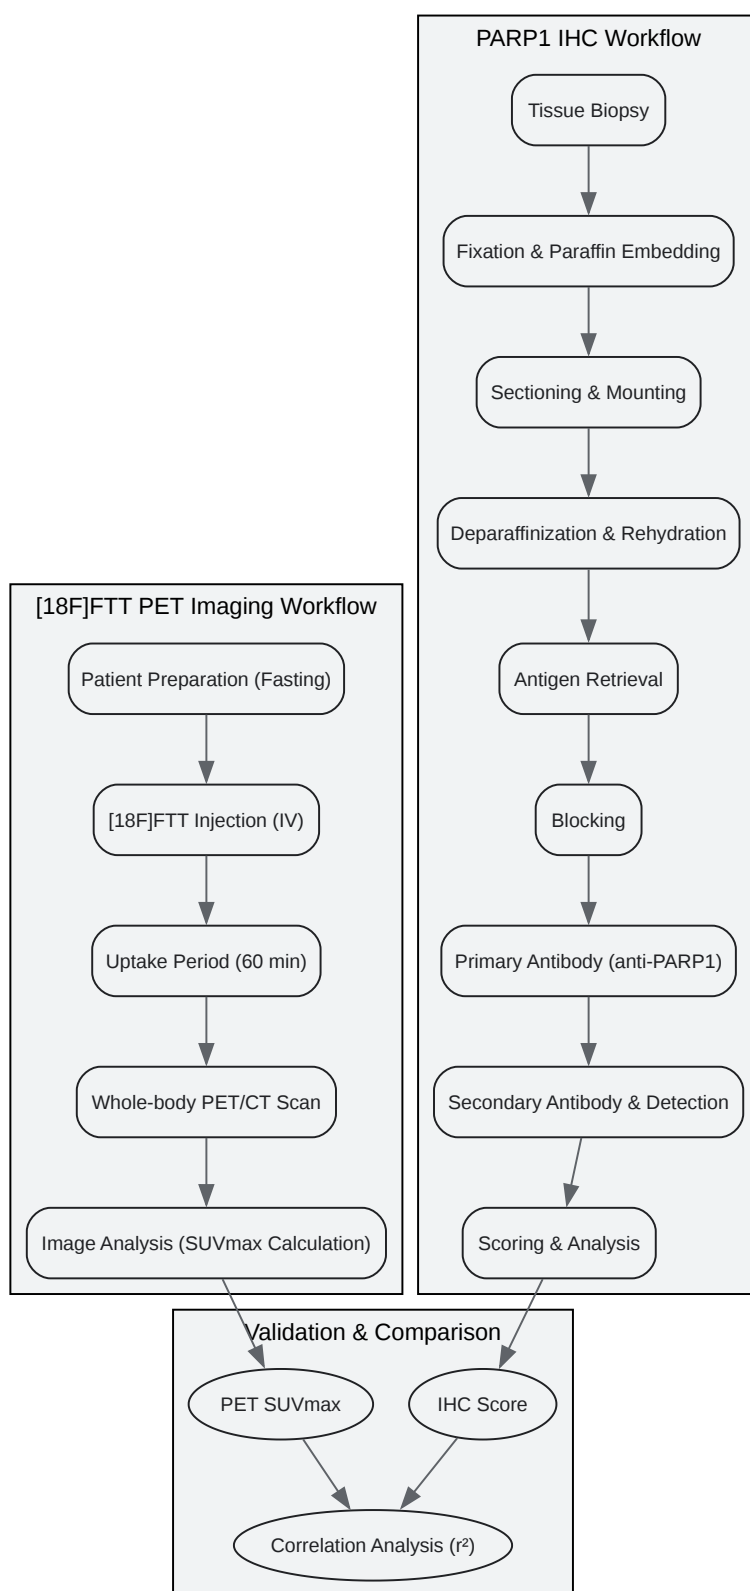 PARP1 IHC Workflow
Tissue Biopsy
Fixation & Paraffin Embedding
Sectioning & Mounting
Deparaffinization & Rehydration
Antigen Retrieval
Blocking
Primary Antibody (anti-PARP1)
Secondary Antibody & Detection
Scoring & Analysis
[18F]FTT PET Imaging Workflow
Patient Preparation (Fasting)
[18F]FTT Injection (IV)
Uptake Period (60 min)
Whole-body PET/CT Scan
Image Analysis (SUVmax Calculation)
Validation & Comparison
PET SUVmax
IHC Score
Correlation Analysis (r²)